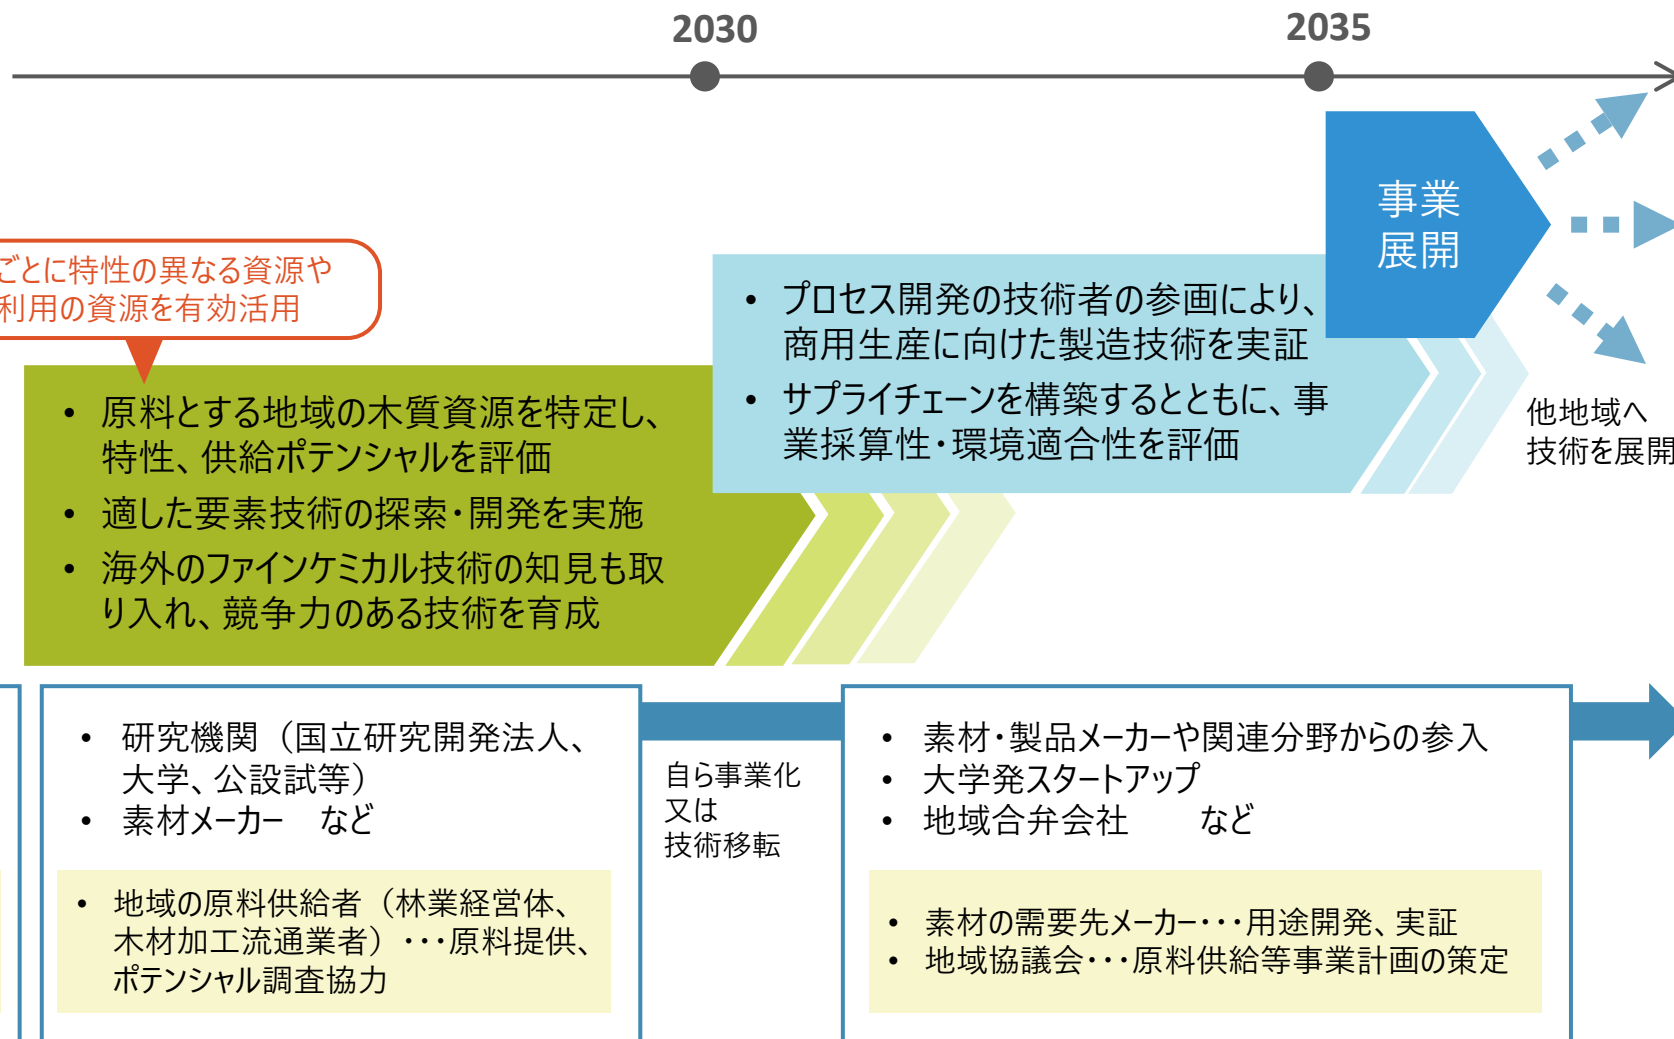 2030
2035
事業
展開
ごとに特性の異なる資源や
利用の資源を有効活用
• プロセス開発の技術者の参画により、
商用生産に向けた製造技術を実証
• サプライチェーンを構築するとともに、事
業採算性・環境適合性を評価
他地域へ
技術を展開
• 原料とする地域の木質資源を特定し、
特性、供給ポテンシャルを評価
• 適した要素技術の探索・開発を実施
• 海外のファインケミカル技術の知見も取
り入れ、競争力のある技術を育成
• 研究機関（国立研究開発法人、
大学、公設試等）
• 素材メーカー　など
• 地域の原料供給者（林業経営体、
木材加工流通業者）・・・原料提供、
ポテンシャル調査協力
自ら事業化
又は
技術移転
• 素材・製品メーカーや関連分野からの参入
• 大学発スタートアップ
• 地域合弁会社　　など
• 素材の需要先メーカー・・・用途開発、実証
• 地域協議会・・・原料供給等事業計画の策定